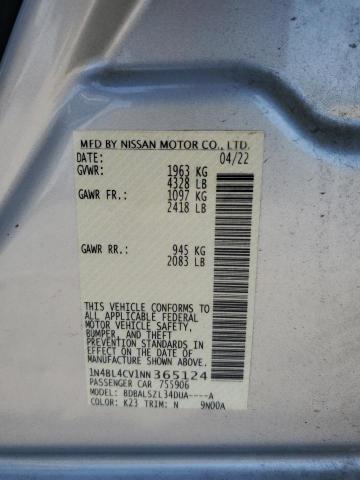 MFD BY NISSAN MOTOR CO., LTD.
DATE: 04/22
GVWR: 1963 KG
4328 LB
GAWR FR.: 1097 KG
2418 LB
GAWR RR.: 945 KG
2083 LB
THIS VEHICLE CONFORMS TO
ALL APPLICABLE FEDERAL
MOTOR VEHICLE SAFETY,
BUMPER, AND THEFT
PREVENTION STANDARDS IN
EFFECT ON THE DATE OF
MANUFACTURE SHOWN ABOVE.
1N4BL4CV1NN365124
PASSENGER CAR 755906
MODEL: BDBALSZL34DUA----A
COLOR: K23 TRIM: N 9N00A